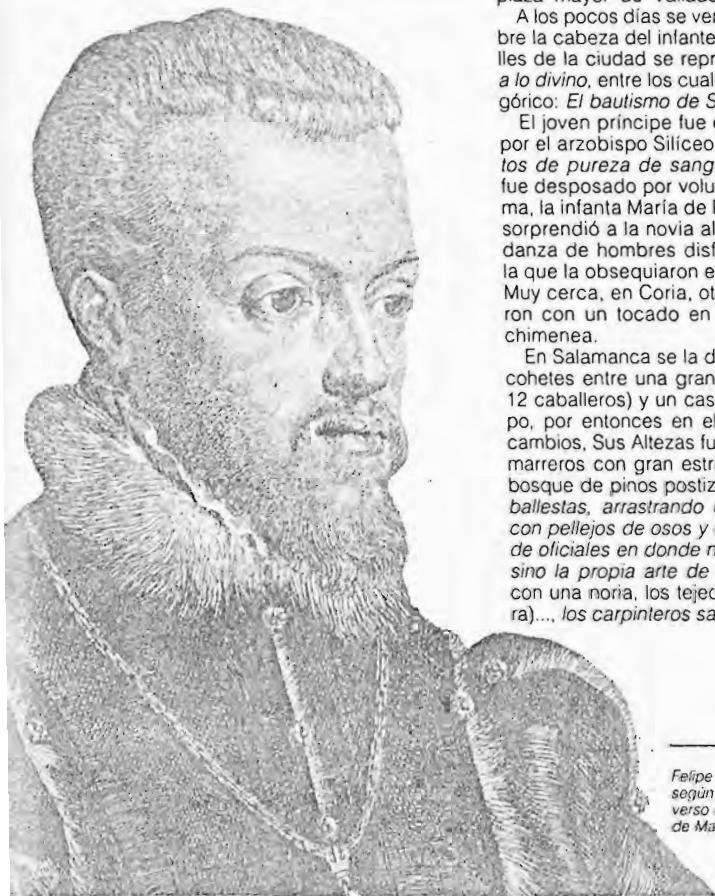 plaza mayor de Vallad
A los pocos días se ver
bre la cabeza del infante
lles de la ciudad se repr
a lo divino, entre los cual
górico: El bautismo de S
El joven príncipe fue e
por el arzobispo Silíceo
tos de pureza de sang
fue desposado por volu
ma, la infanta María de
sorprendió a la novia al
danza de hombres disf
la que la obsequiaron e
Muy cerca, en Coria, ot
ron con un tocado en
chimenea.
En Salamanca se la d
cohetes entre una gran
12 caballeros) y un cas
po, por entonces en el
cambios, Sus Altezas fu
marreros con gran estr
bosque de pinos postiz
ballestas, arrastrando
con pellejos de osos y
de oficiales en donde n
sino la propia arte de
con una noria, los tejed
ra)..., los carpinteros sa
Felipe
según
verso
de Ma